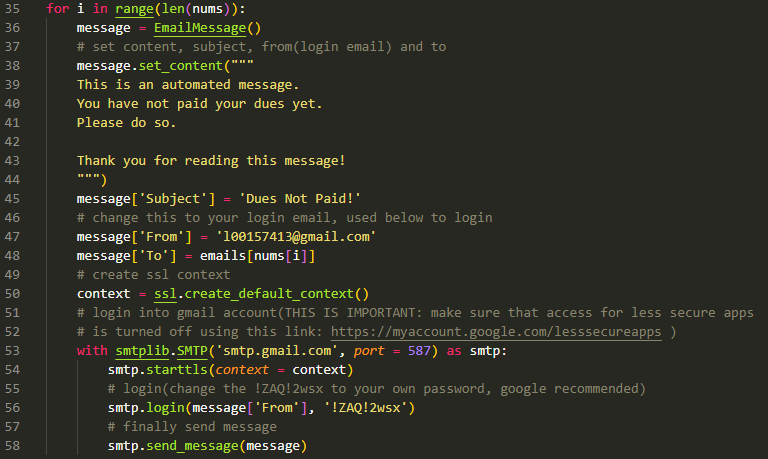 35 for i in range(len(nums)):
36 message = EmailMessage()
37 # set content, subject, from(login email) and to
38 message.set_content("""
39 This is an automated message.
40 You have not paid your dues yet.
41 Please do so.
42
43 Thank you for reading this message!
44 """)
45 message['Subject'] = 'Dues Not Paid!'
46 # change this to your login email, used below to login
47 message['From'] = 'l00157413@gmail.com'
48 message['To'] = emails[nums[i]]
49 # create ssl context
50 context = ssl.create_default_context()
51 # login into gmail account(THIS IS IMPORTANT: make sure that access for less secure apps
52 # is turned off using this link: https://myaccount.google.com/lesssecureapps )
53 with smtplib.SMTP('smtp.gmail.com', port = 587) as smtp:
54 smtp.starttls(context = context)
55 # login(change the !ZAQ!2wsx to your own password, google recommended)
56 smtp.login(message['From'], '!ZAQ!2wsx')
57 # finally send message
58 smtp.send_message(message)